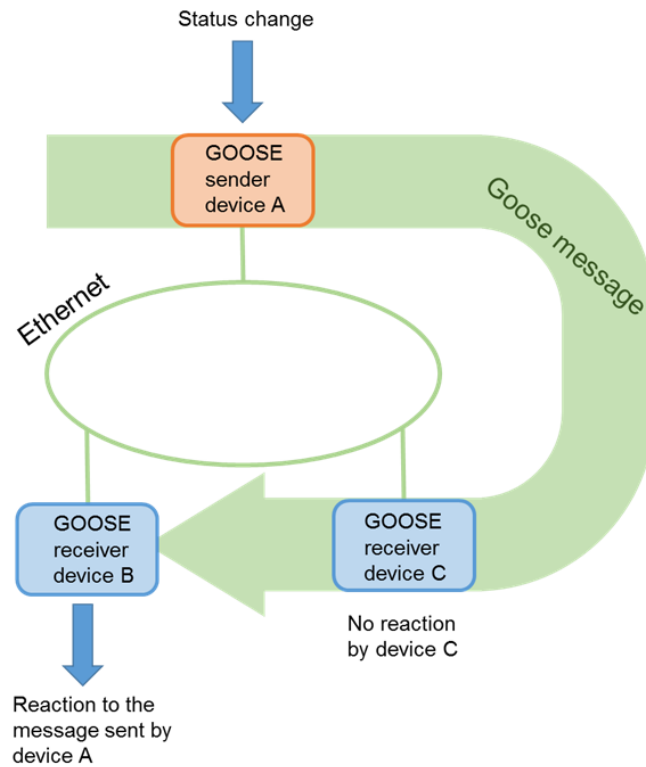 Status change
GOOSE
sender
device A
Goose message
Ethernet
GOOSE
receiver
device B
GOOSE
receiver
device C
No reaction
by device C
Reaction to the
message sent by
device A